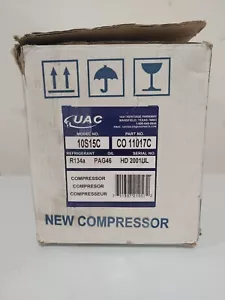 UAC
MODEL NO.
PART NO.
10S15C
CO 11017C
REFRIGERANT
OIL
SERIAL NO.
R134a
PAG46
HD 2001UL
COMPRESSOR
COMPRESOR
COMPRESSEUR
NEW COMPRESSOR